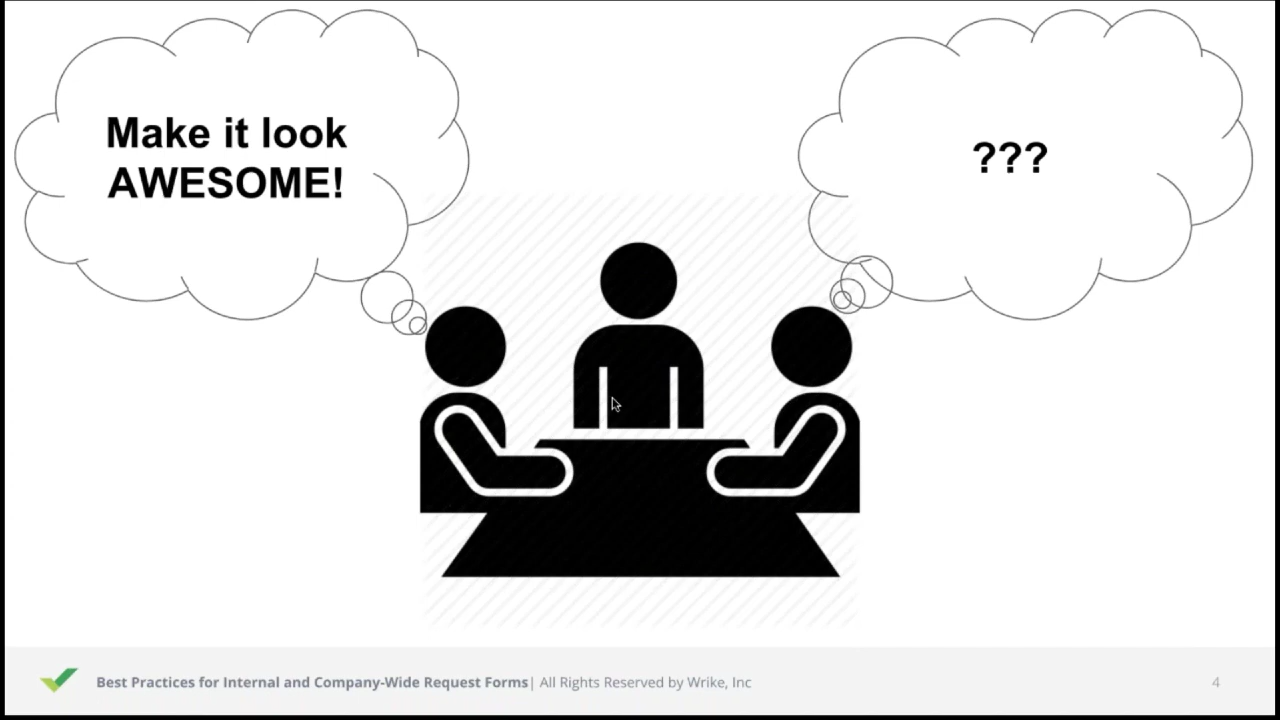 Make it look
AWESOME!
???
Best Practices for Internal and Company-Wide Request Forms| All Rights Reserved by Wrike, Inc
4